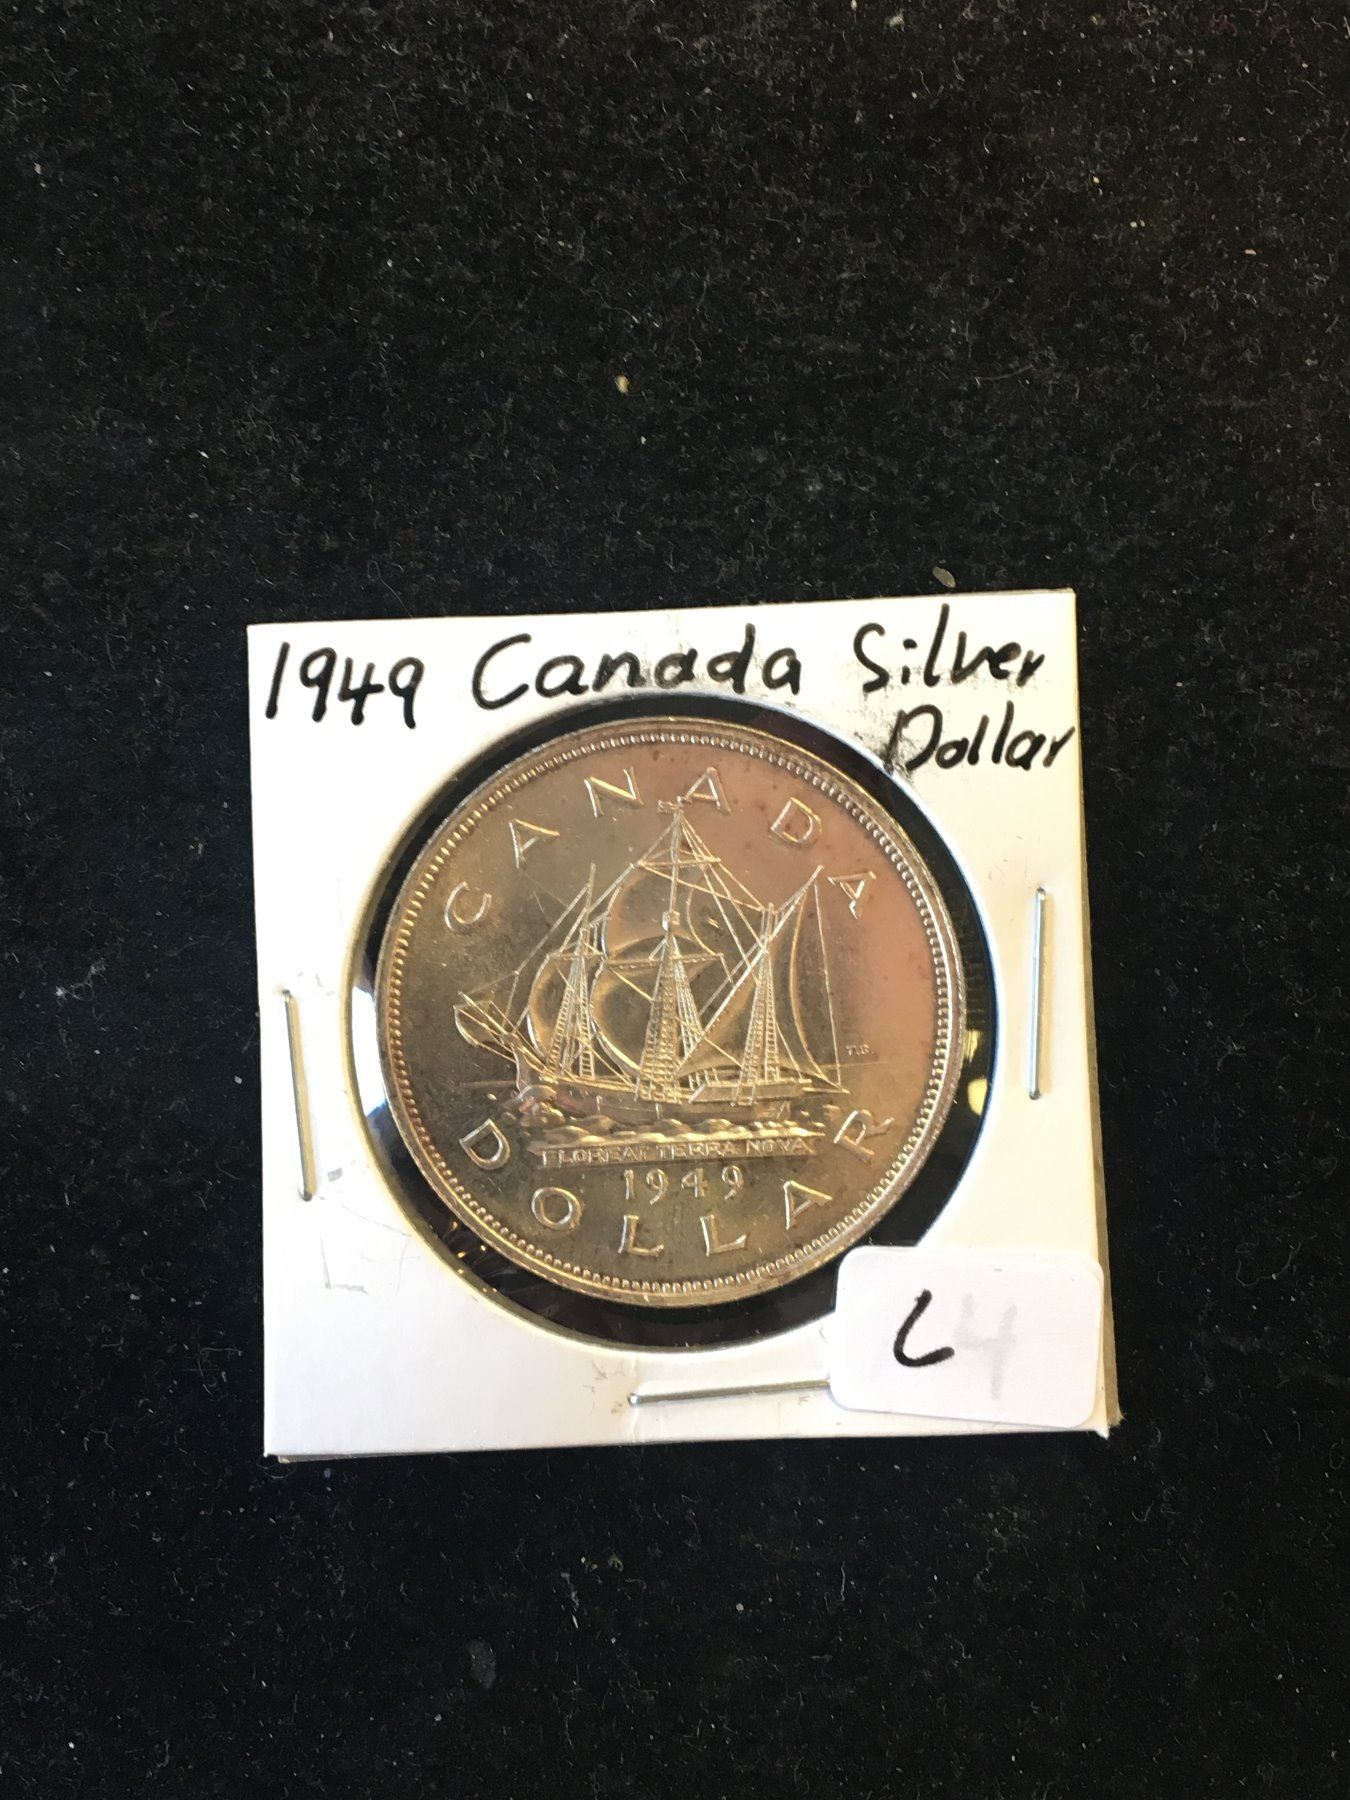 1949 Canada Silver
Dollar
CANADA
T.S.
FLOREAT TERRA NOVA
1949
DOLLAR
L4